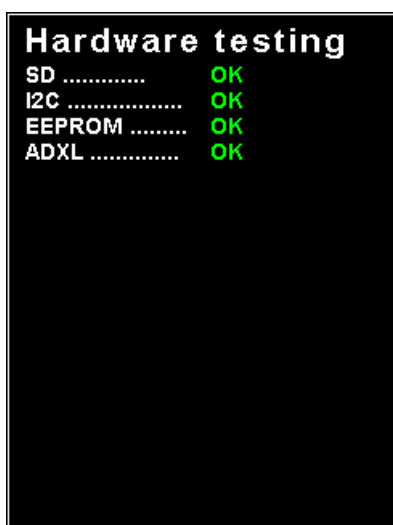 Hardware testing
SD ............. OK
I2C ................... OK
EEPROM ......... OK
ADXL .............. OK